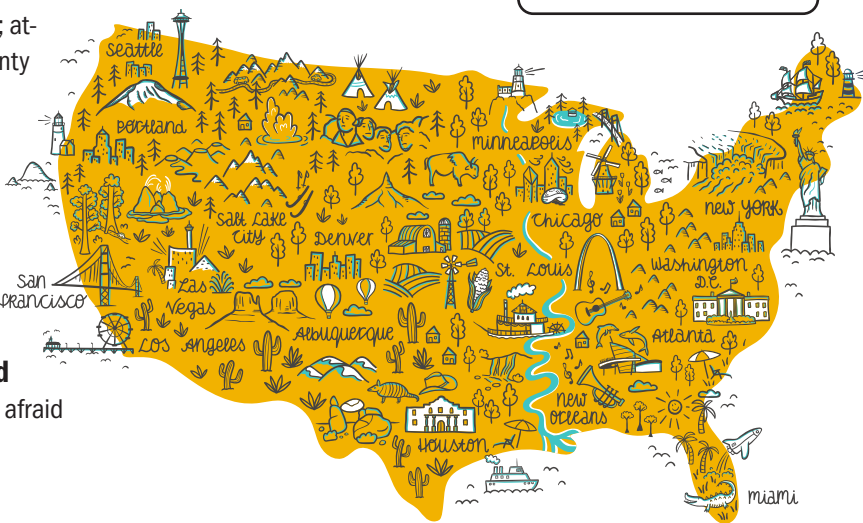 ; at-
nty
d
afraid
Seattle
Portland
Minneapolis
Salt Lake
City
Denver
Chicago
New York
San
Francisco
Las
Vegas
St. Louis
Washington
D.C.
Los Angeles
Albuquerque
Atlanta
New
Orleans
Houston
Miami